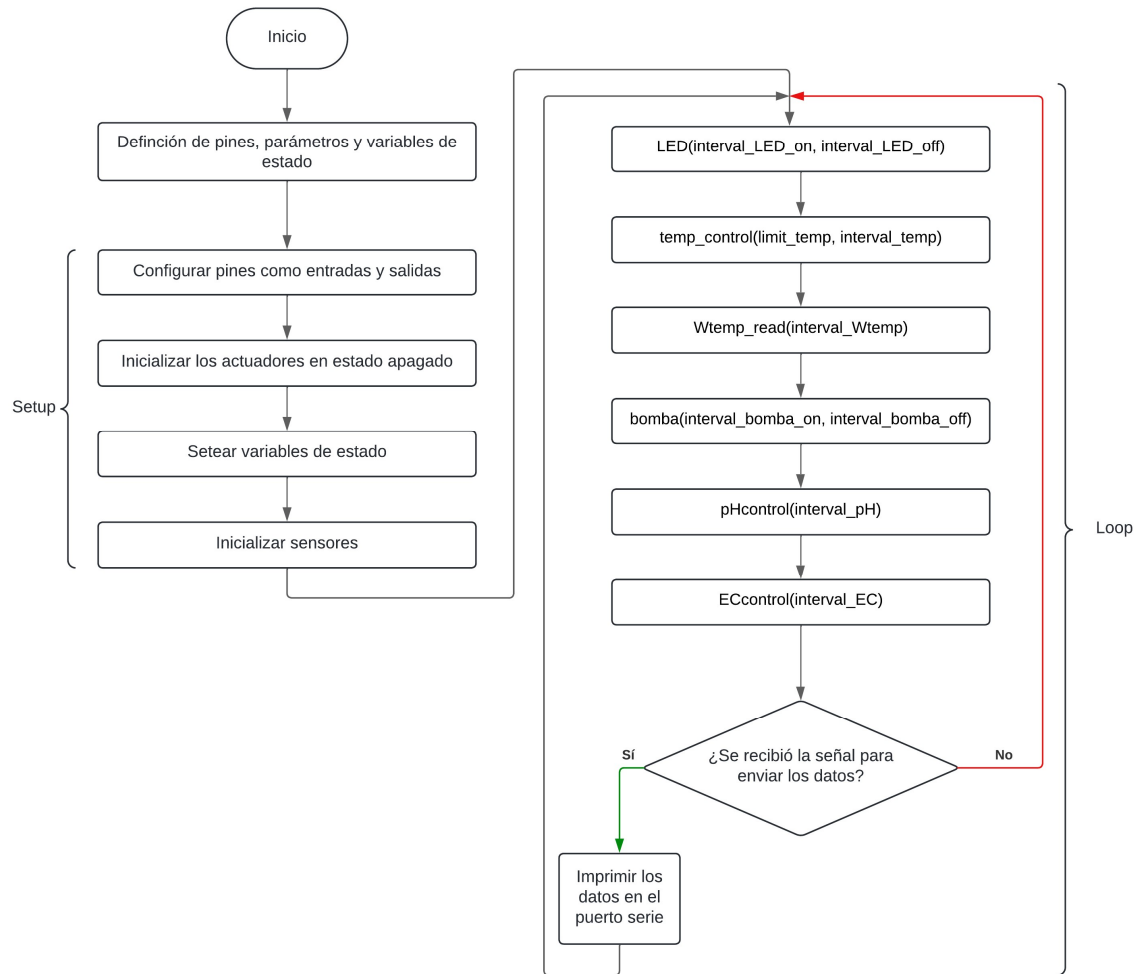 Inicio
Definción de pines, parámetros y variables de
estado
Setup
Configurar pines como entradas y salidas
Inicializar los actuadores en estado apagado
Setear variables de estado
Inicializar sensores
LED(interval_LED_on, interval_LED_off)
temp_control(limit_temp, interval_temp)
Wtemp_read(interval_Wtemp)
bomba(interval_bomba_on, interval_bomba_off)
pHcontrol(interval_pH)
ECcontrol(interval_EC)
Loop
¿Se recibió la señal para
enviar los datos?
Sí
No
Imprimir los
datos en el
puerto serie